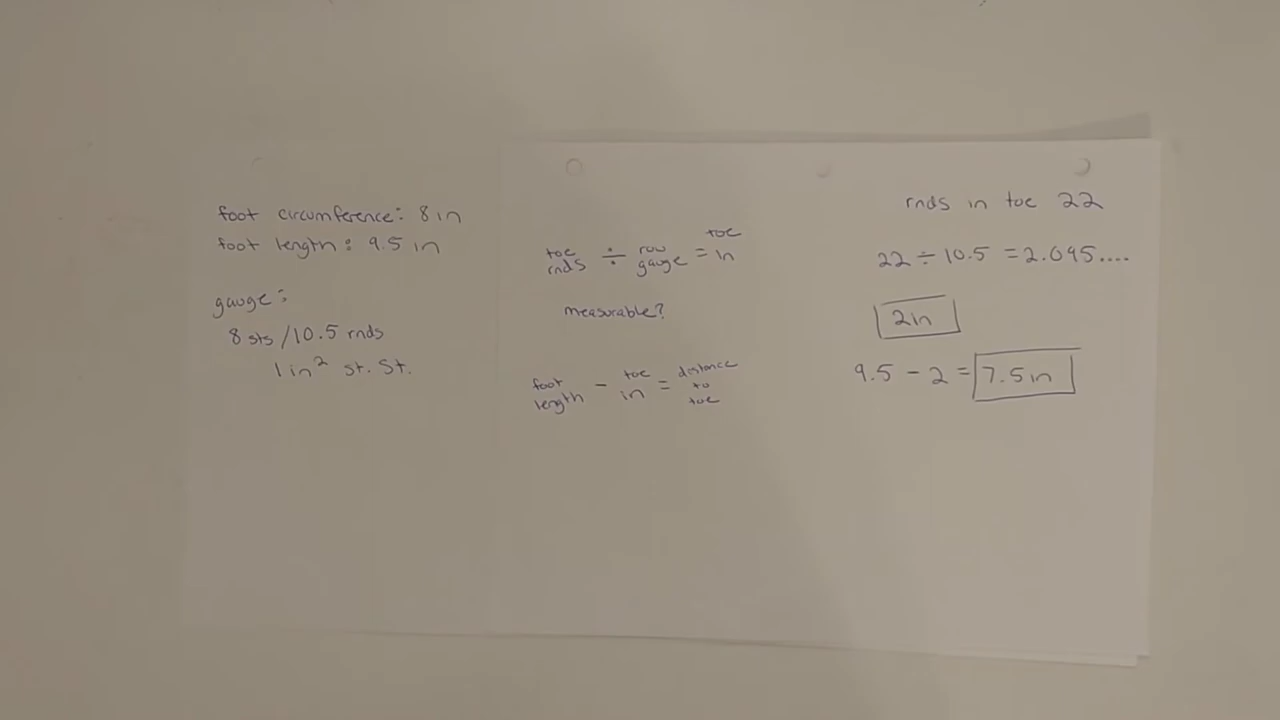 foot circumference: 8 in
foot length: 9.5 in
gauge:
8 sts/10.5 rnds
1 in² st. St.
toe rnds ÷ row gauge = toe in
measurable?
foot length - toe in = distance to toe
rnds in toe 22
22 ÷ 10.5 = 2.095....
2in
9.5 - 2 = 7.5 in